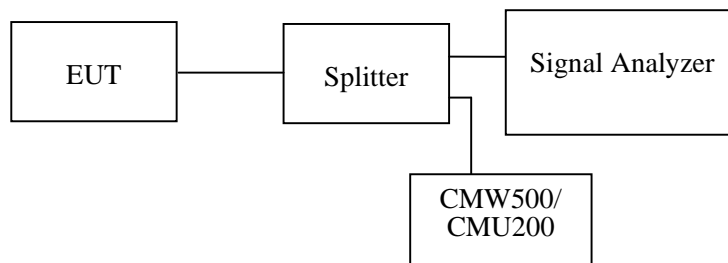 EUT
Splitter
Signal Analyzer
CMW500/
CMU200